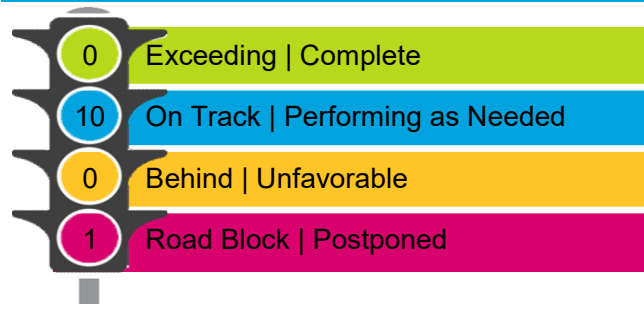 0 Exceeding | Complete
10 On Track | Performing as Needed
0 Behind | Unfavorable
1 Road Block | Postponed